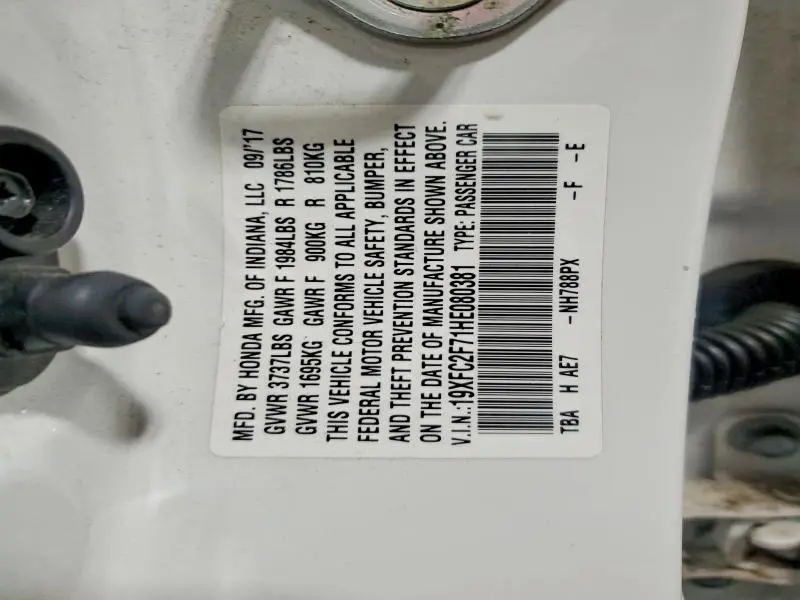 MFD. BY HONDA MFG. OF INDIANA, LLC 09/'17
GVWR 3737LBS GAWR F 1984LBS R 1786LBS
GVWR 1695KG GAWR F 900KG R 810KG
THIS VEHICLE CONFORMS TO ALL APPLICABLE
FEDERAL MOTOR VEHICLE SAFETY, BUMPER,
AND THEFT PREVENTION STANDARDS IN EFFECT
ON THE DATE OF MANUFACTURE SHOWN ABOVE.
V.I.N.:19XFC2F71HE080381 TYPE: PASSENGER CAR
TBA H AE7 -NH788PX -F -E